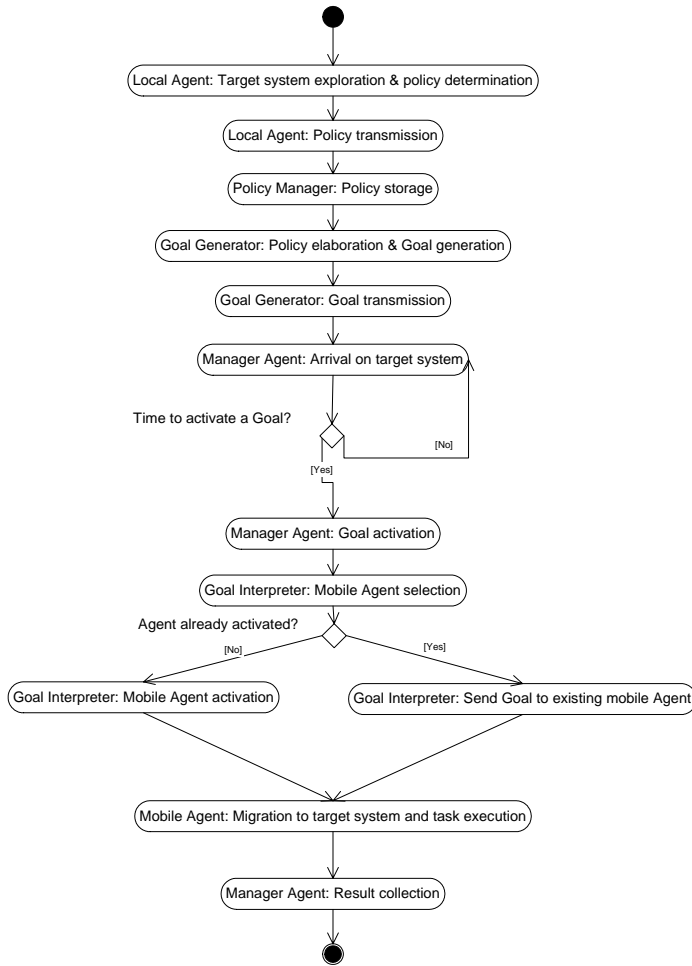 Local Agent: Target system exploration & policy determination
Local Agent: Policy transmission
Policy Manager: Policy storage
Goal Generator: Policy elaboration & Goal generation
Goal Generator: Goal transmission
Manager Agent: Arrival on target system
Time to activate a Goal?
[No]
[Yes]
Manager Agent: Goal activation
Goal Interpreter: Mobile Agent selection
Agent already activated?
[No]
[Yes]
Goal Interpreter: Mobile Agent activation
Goal Interpreter: Send Goal to existing mobile Agent
Mobile Agent: Migration to target system and task execution
Manager Agent: Result collection